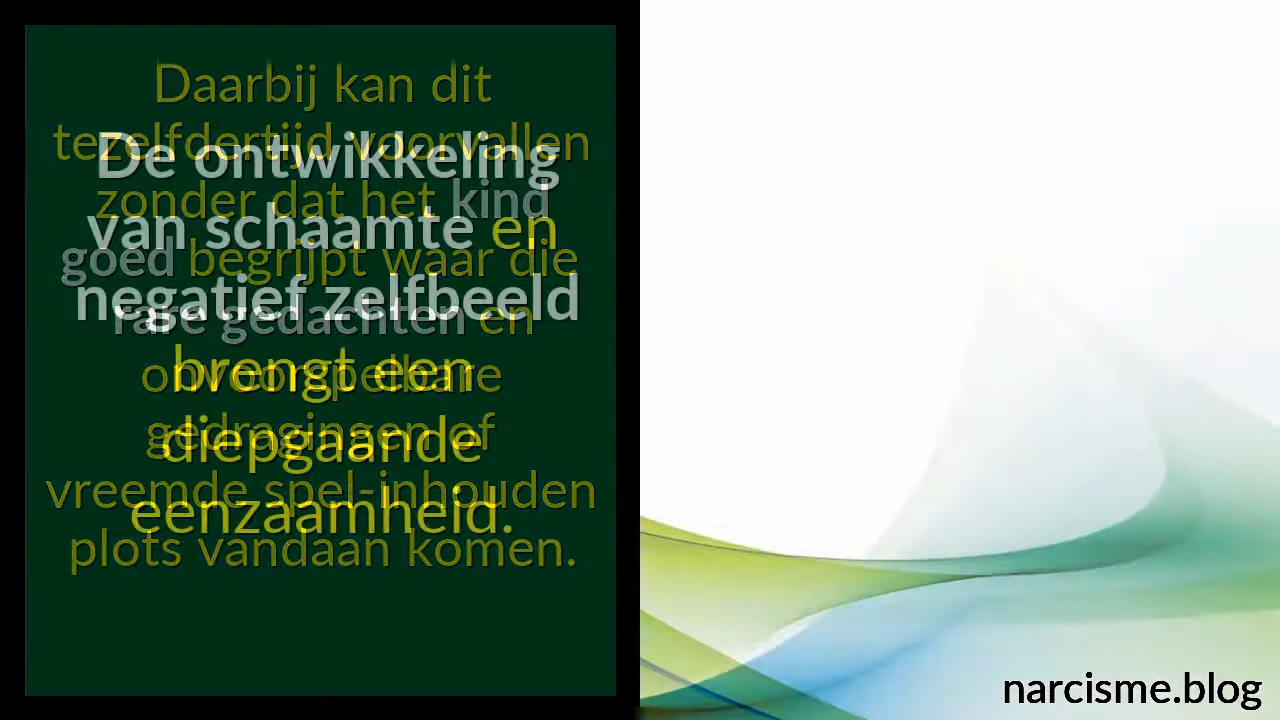 Daarbij kan dit
tezelfdertijd voorvallen
zonder dat het kind
goed begrijpt waar die
rare gedachten en
onvoorspelbare
gedragingen of
vreemde spel-inhouden
plots vandaan komen.
De ontwikkeling
van schaamte en
negatief zelfbeeld
brengt een
diepgaande
eenzaamheid.
narcisme.blog